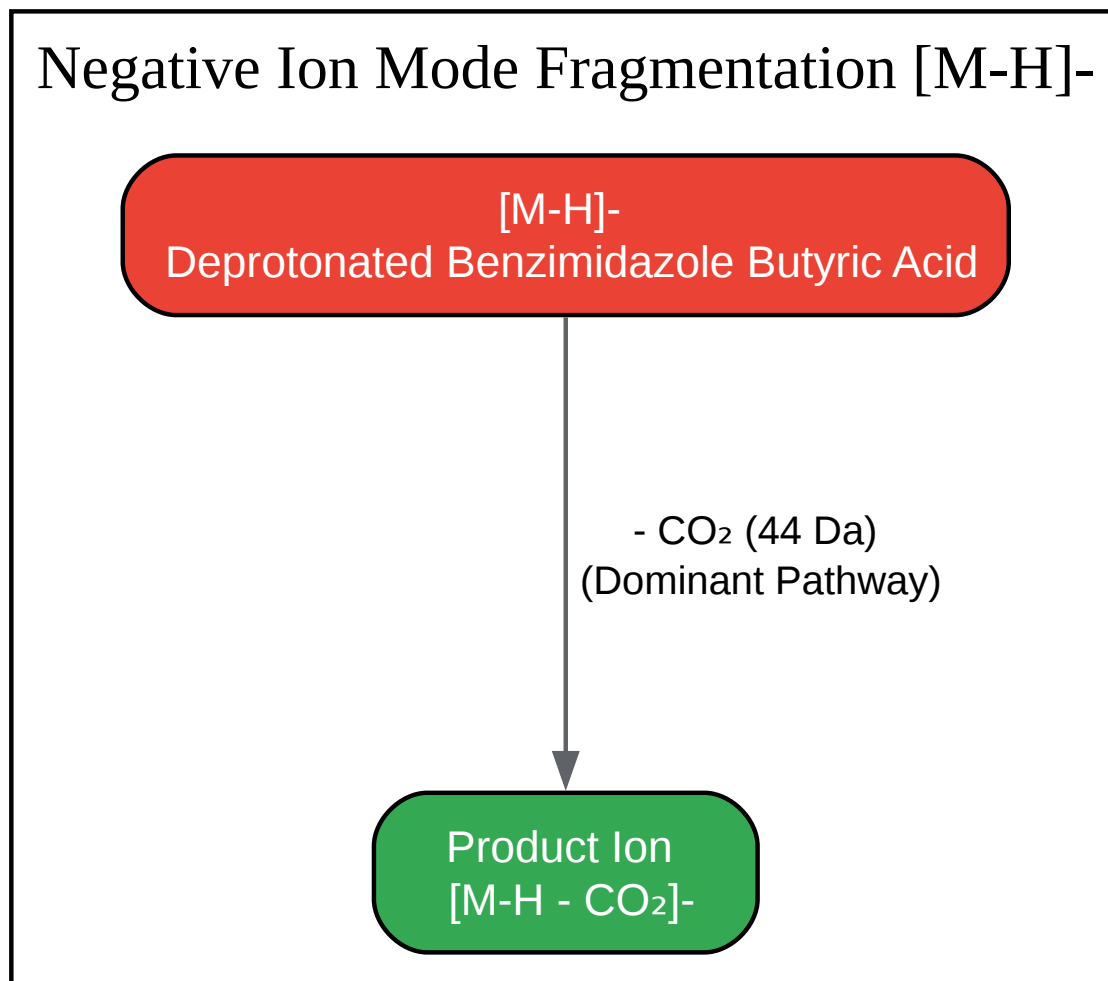 Negative Ion Mode Fragmentation [M-H]-
[M-H]-
Deprotonated Benzimidazole Butyric Acid
- CO₂ (44 Da)
(Dominant Pathway)
Product Ion
[M-H - CO₂]-